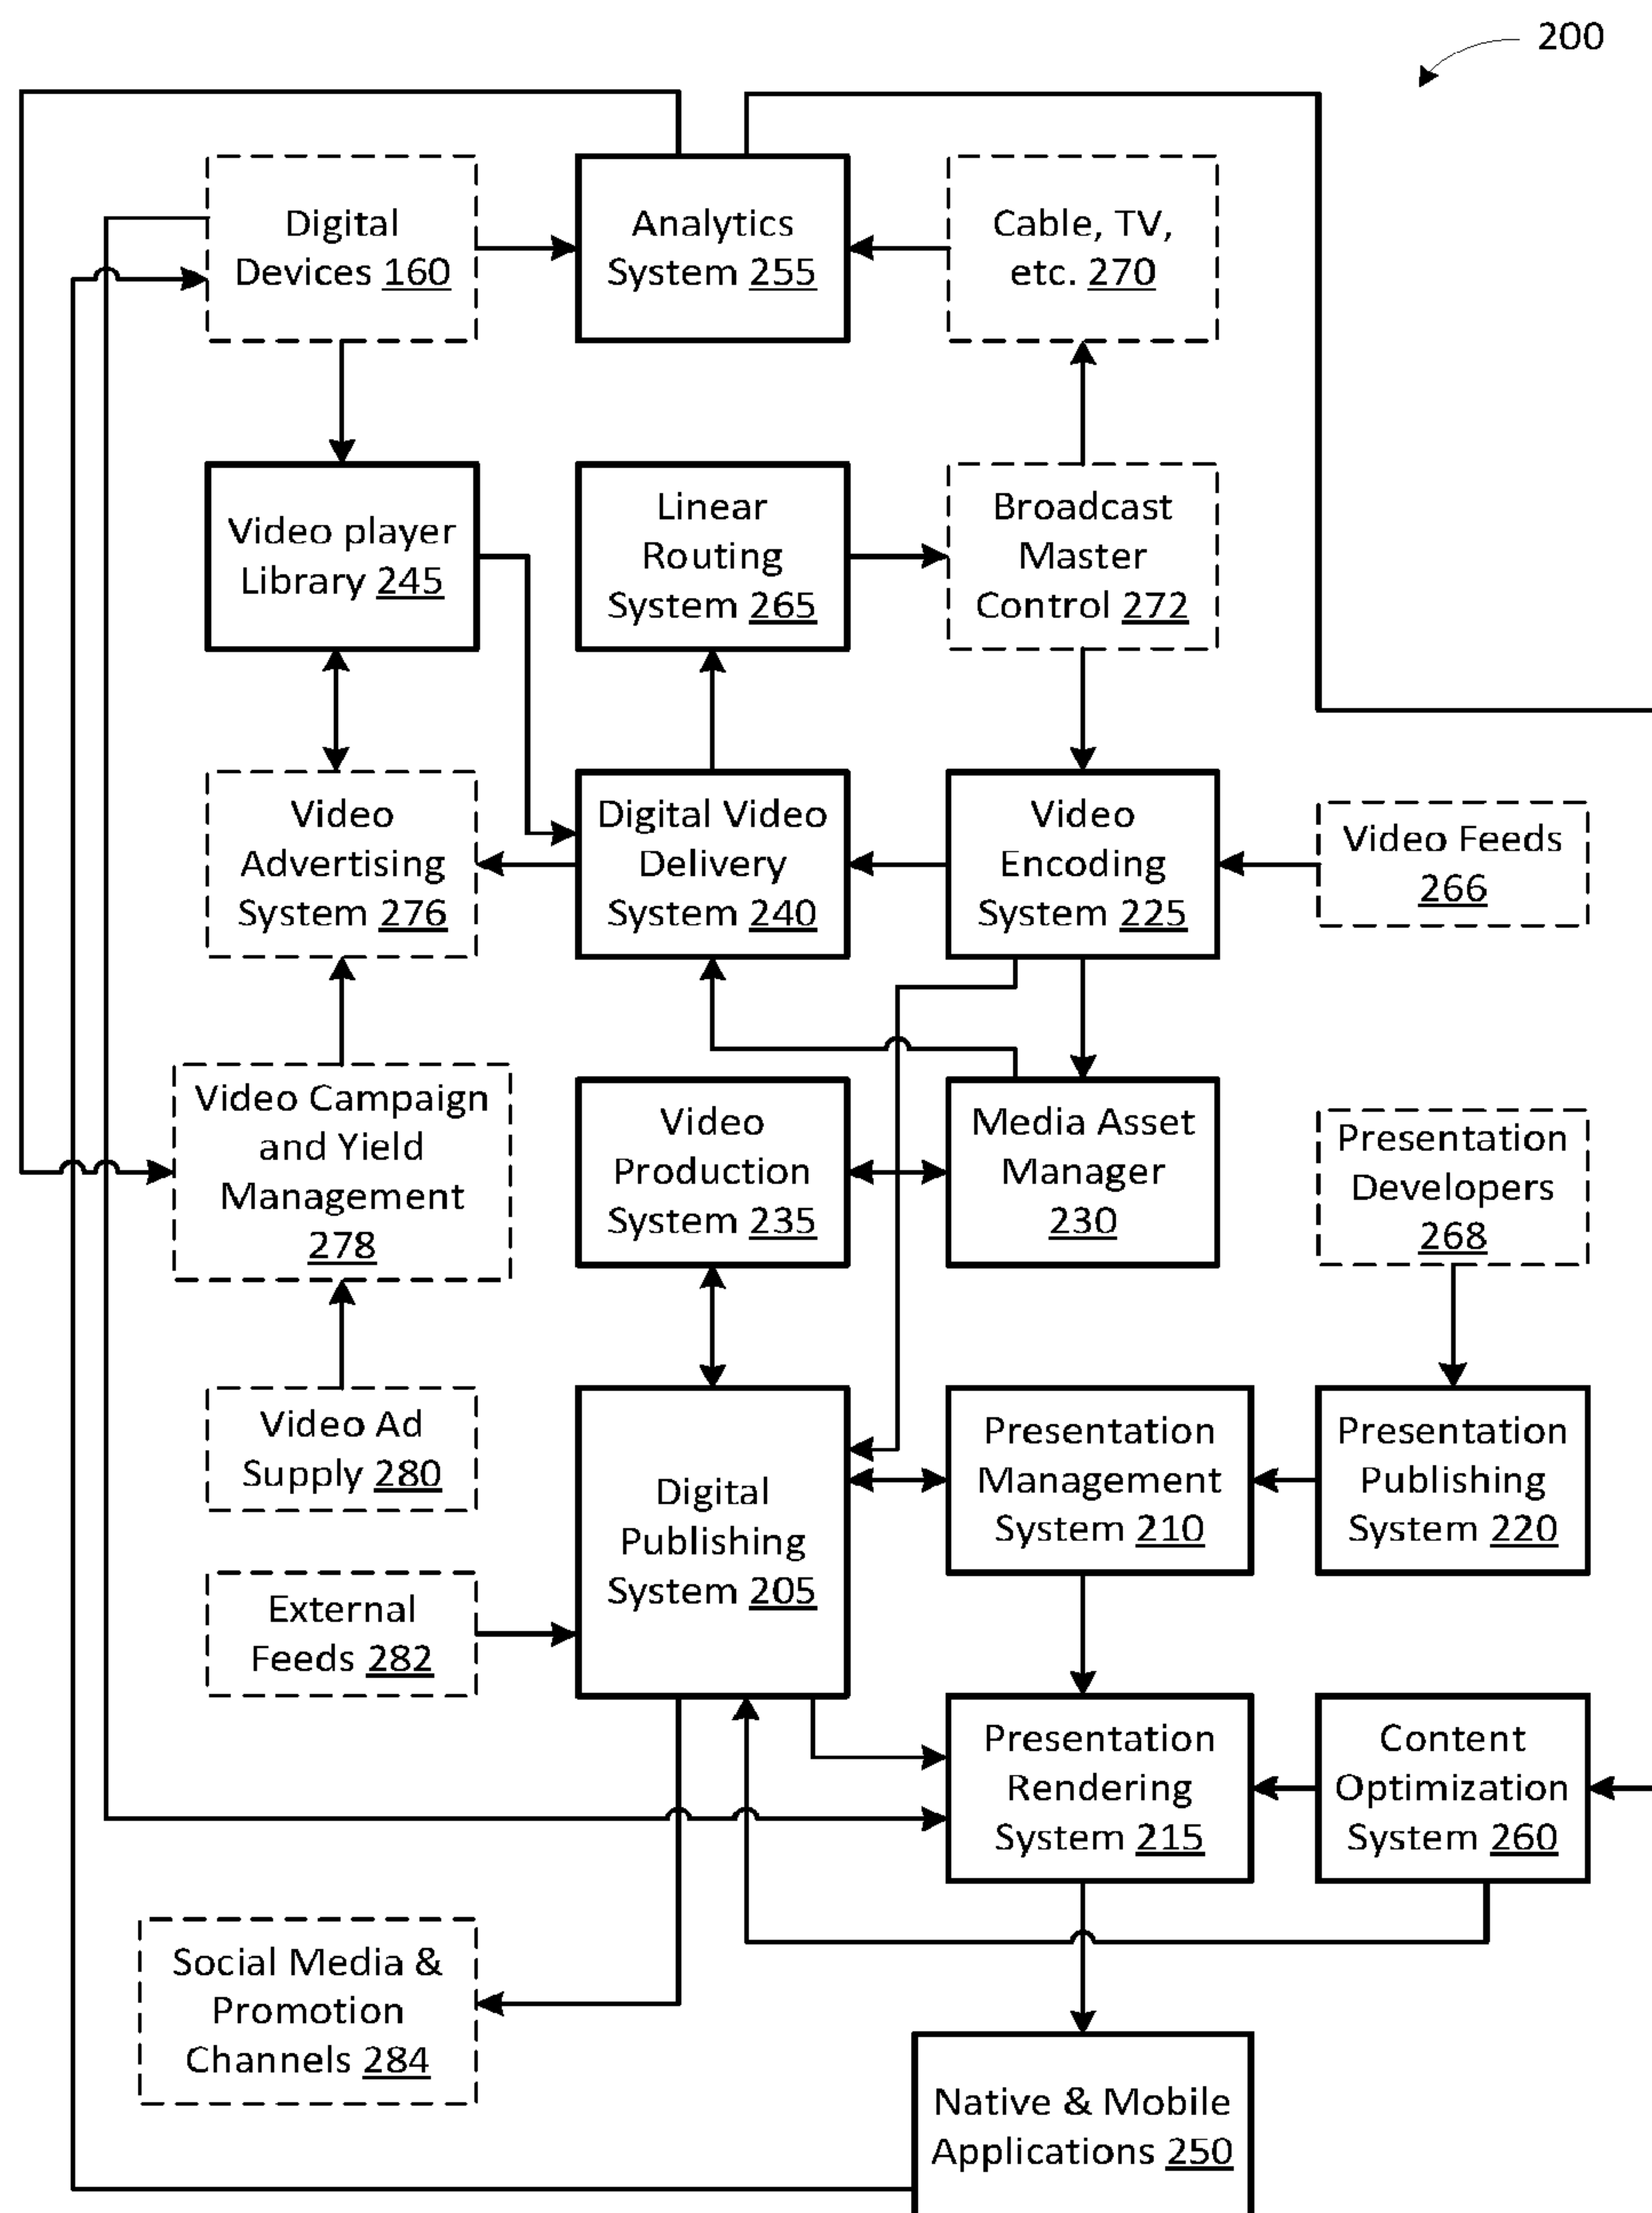 200
Digital
Devices 160
Analytics
System 255
Cable, TV,
etc. 270
Video player
Library 245
Linear
Routing
System 265
Broadcast
Master
Control 272
Video
Advertising
System 276
Digital Video
Delivery
System 240
Video
Encoding
System 225
Video Feeds
266
Video Campaign
and Yield
Management
278
Video
Production
System 235
Media Asset
Manager
230
Presentation
Developers
268
Video Ad
Supply 280
Digital
Publishing
System 205
Presentation
Management
System 210
Presentation
Publishing
System 220
External
Feeds 282
Presentation
Rendering
System 215
Content
Optimization
System 260
Social Media &
Promotion
Channels 284
Native & Mobile
Applications 250